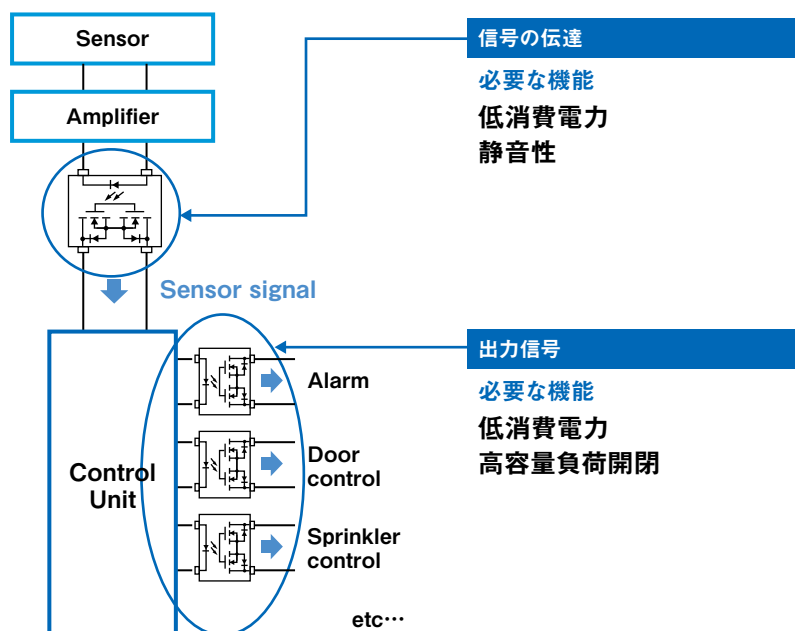 Sensor
Amplifier
信号の伝達
必要な機能
低消費電力
静音性
Sensor signal
出力信号
必要な機能
低消費電力
高容量負荷開閉
Control
Unit
Alarm
Door
control
Sprinkler
control
etc…